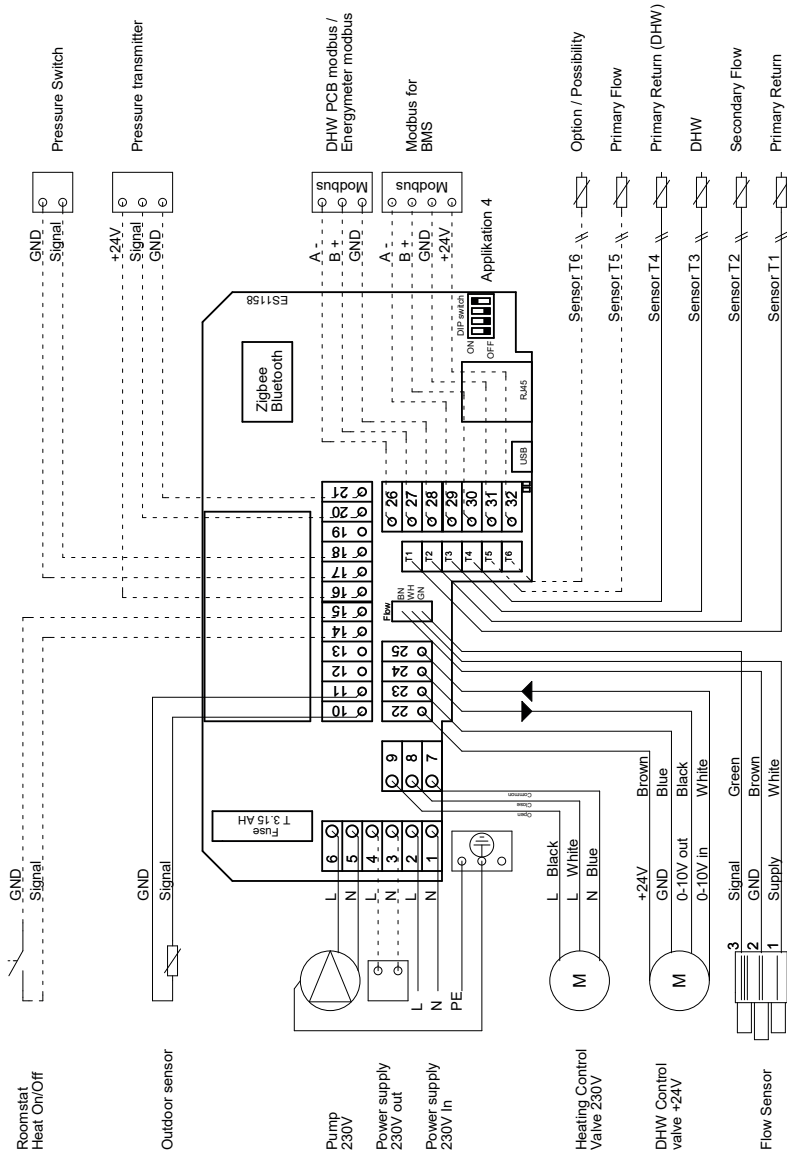 Roomstat
Heat On/Off
GND
Signal
Outdoor sensor
GND
Signal
Pump
230V
Power supply
230V out
Power supply
230V In
L
N
L
N
L
N
PE
6
5
4
3
2
1
Fuse
T 3.15 AH
Heating Control
Valve 230V
M
L Black
L White
N Blue
Open
Close
Common
9
8
7
DHW Control
valve +24V
M
+24V Brown
GND Blue
0-10V out Black
0-10V in White
22
23
24
25
Flow Sensor
3 Signal Green
2 GND Brown
1 Supply White
Flow
BN
WH
GN
10
11
12
13
14
15
16
17
18
19
20
21
T1
T2
T3
T4
T5
T6
26
27
28
29
30
31
32
Zigbee
Bluetooth
ES1158
USB
RJ45
ON
OFF
DIP switch
Applikation 4
GND
Signal
Pressure Switch
+24V
Signal
GND
Pressure transmitter
A -
B +
GND
Modbus
DHW PCB modbus /
Energymeter modbus
A -
B +
GND
+24V
Modbus
Modbus for
BMS
Sensor T6 Option / Possibility
Sensor T5 Primary Flow
Sensor T4 Primary Return (DHW)
Sensor T3 DHW
Sensor T2 Secondary Flow
Sensor T1 Primary Return